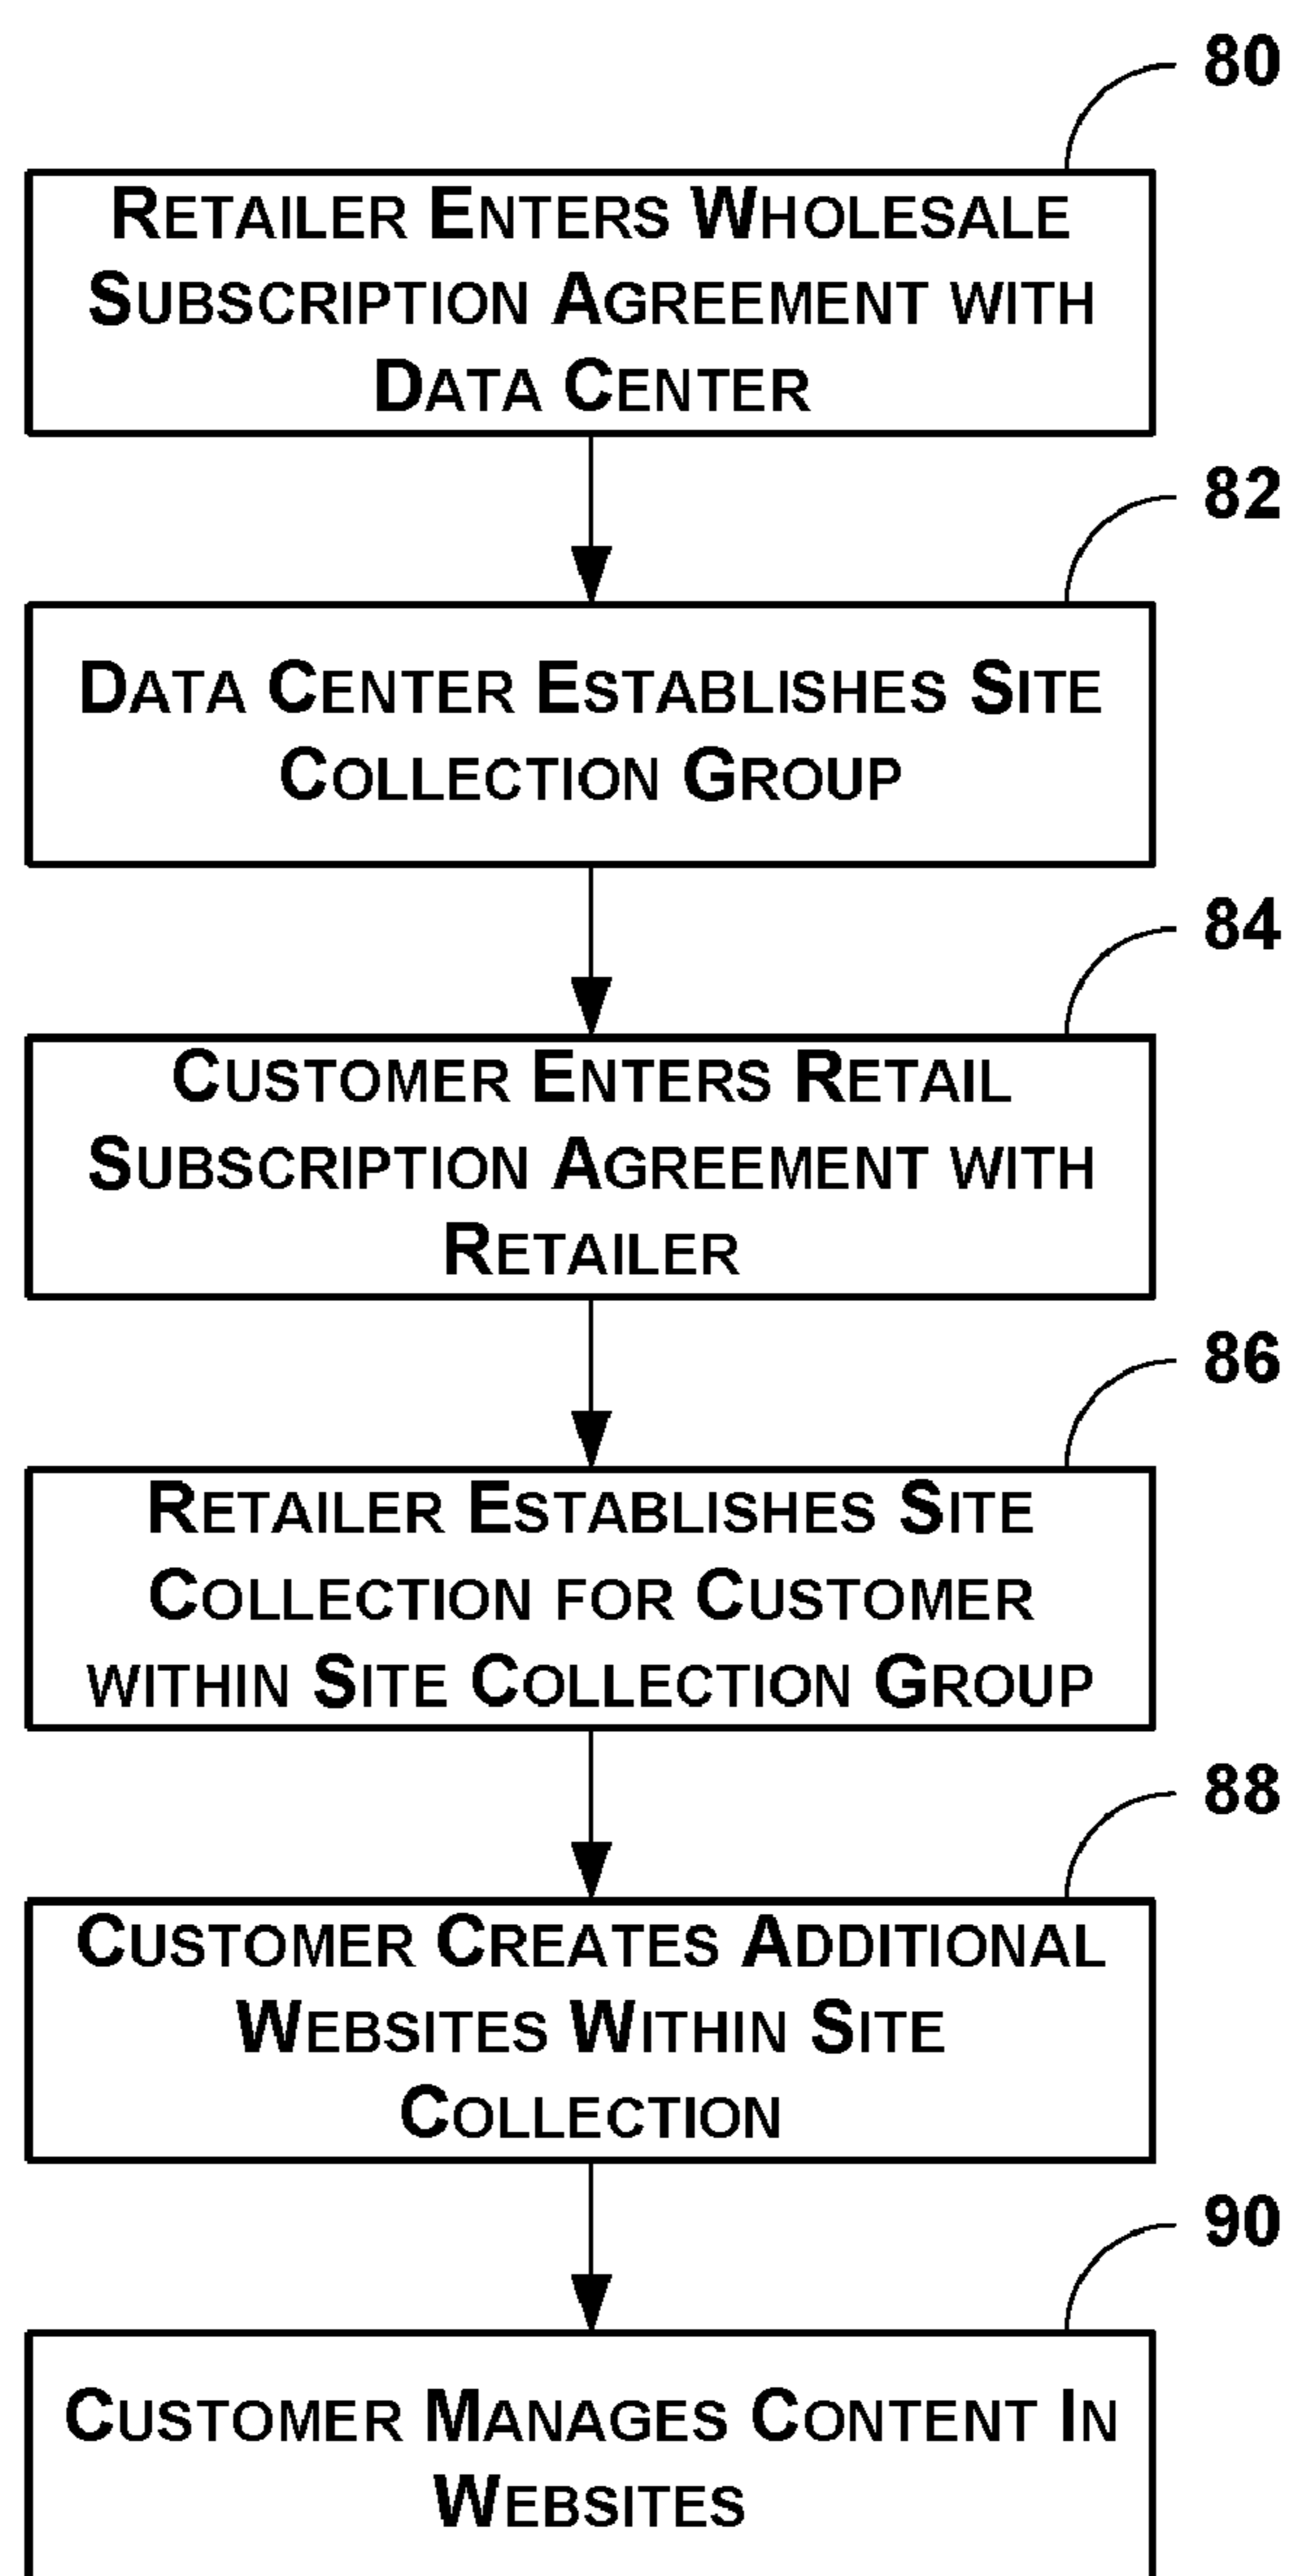 80
Retailer Enters Wholesale
Subscription Agreement with
Data Center
82
Data Center Establishes Site
Collection Group
84
Customer Enters Retail
Subscription Agreement with
Retailer
86
Retailer Establishes Site
Collection for Customer
within Site Collection Group
88
Customer Creates Additional
Websites Within Site
Collection
90
Customer Manages Content In
Websites